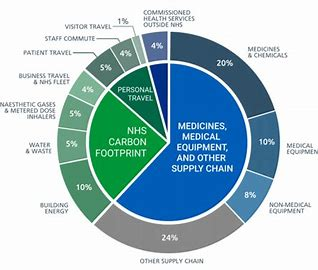 1%
VISITOR TRAVEL
COMMISSIONED
HEALTH SERVICES
OUTSIDE NHS
STAFF COMMUTE
4%
4%
PATIENT TRAVEL
5%
MEDICINES
& CHEMICALS
20%
BUSINESS TRAVEL
& NHS FLEET
4%
PERSONAL
TRAVEL
NAESTHETIC GASES
& METERED DOSE
INHALERS
5%
NHS
CARBON
FOOTPRINT
MEDICINES,
MEDICAL
EQUIPMENT,
AND OTHER
SUPPLY CHAIN
10%
MEDICAL
EQUIPMEN
WATER
& WASTE
5%
BUILDING
ENERGY
10%
8%
NON-MEDICAL
EQUIPMENT
24%
OTHER SUPPLY CHAIN